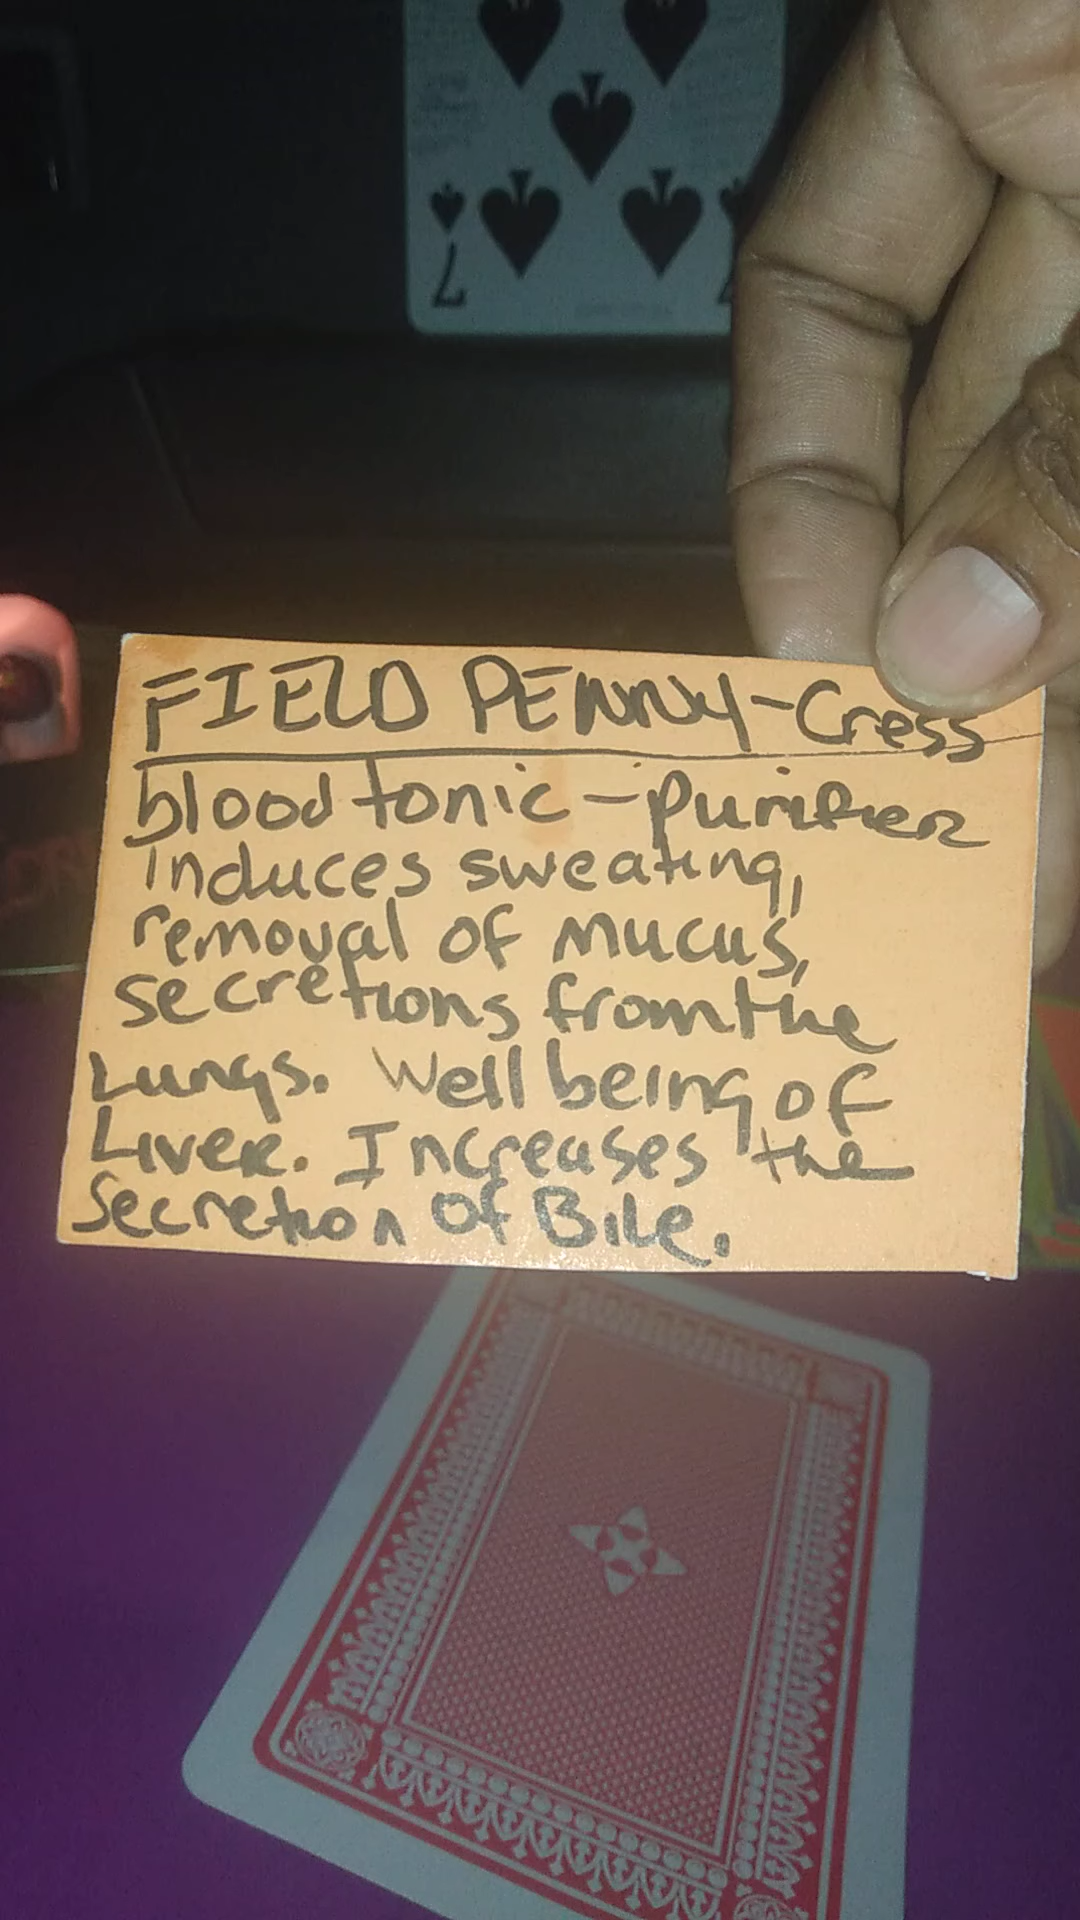 7
FIELD PENNY-Cress
blood tonic - purifier
Induces sweating,
removal of mucus,
secretions from the
Lungs. Well being of
Liver. Increases the
Secretion of Bile.